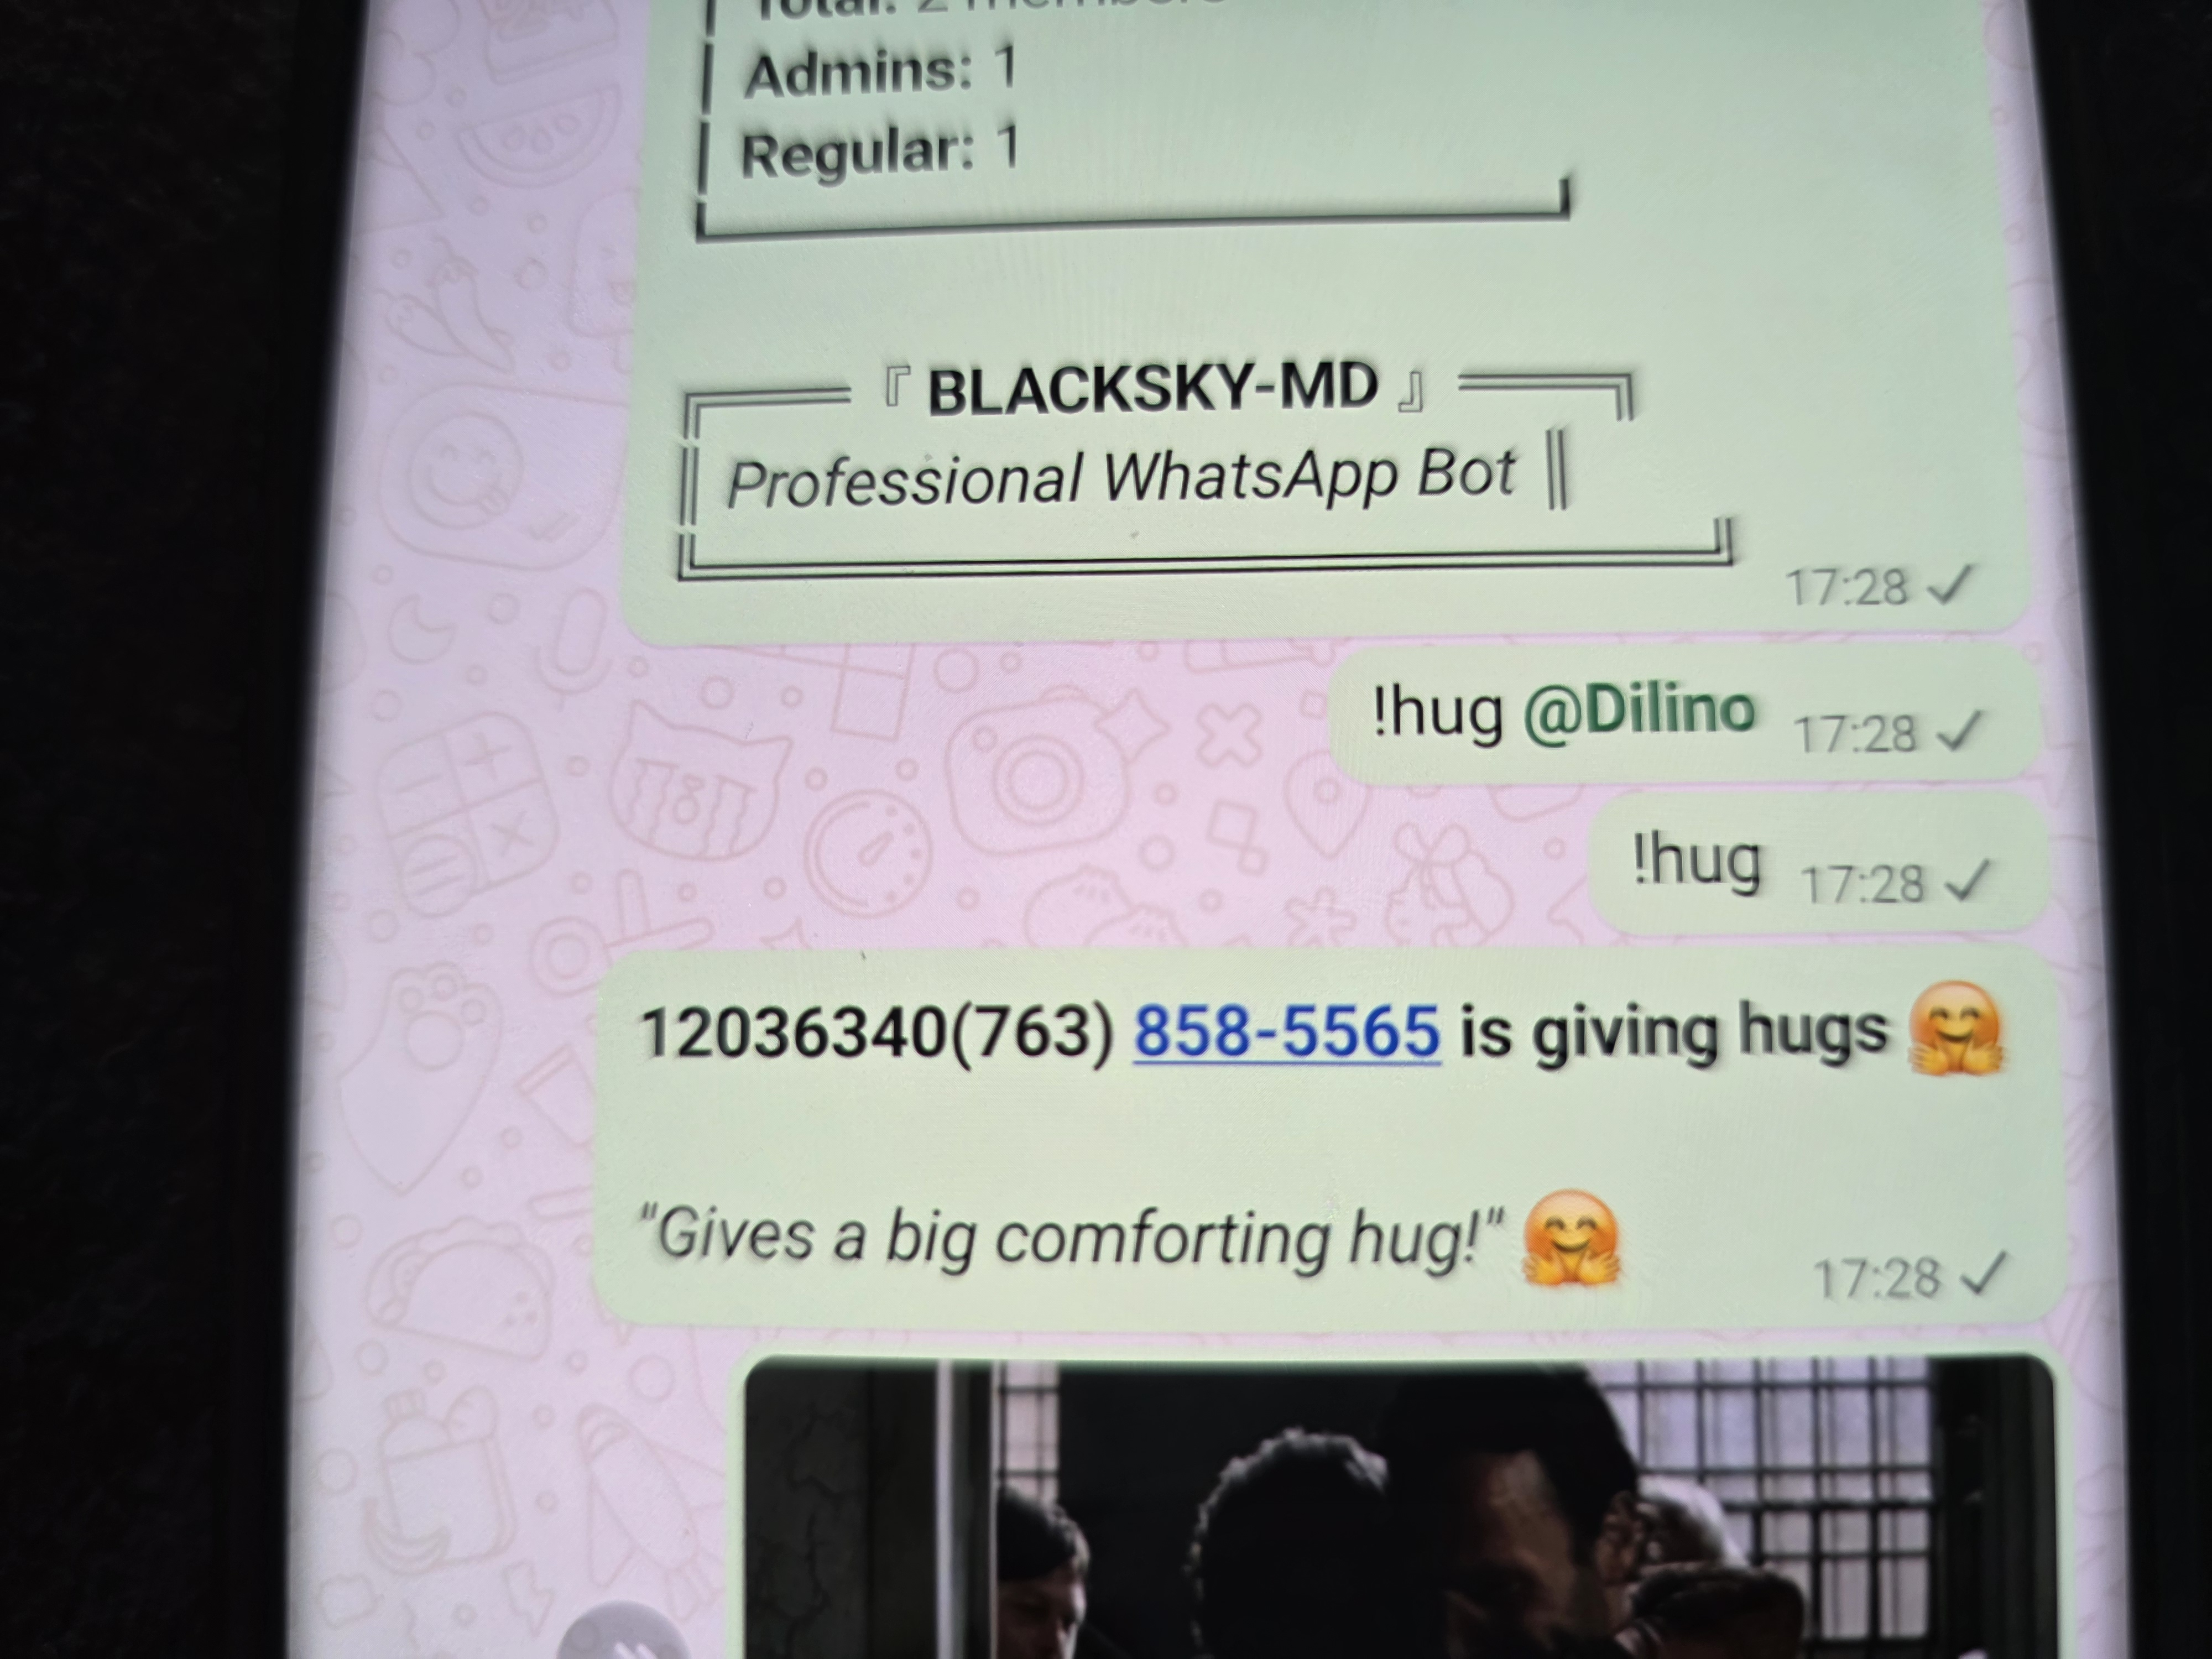 Admins: 1
Regular: 1
『 BLACKSKY-MD 』
Professional WhatsApp Bot
17:28
!hug @Dilino 17:28
!hug 17:28
120363340(763) 858-5565 is giving hugs 🤗
"Gives a big comforting hug!" 🤗
17:28